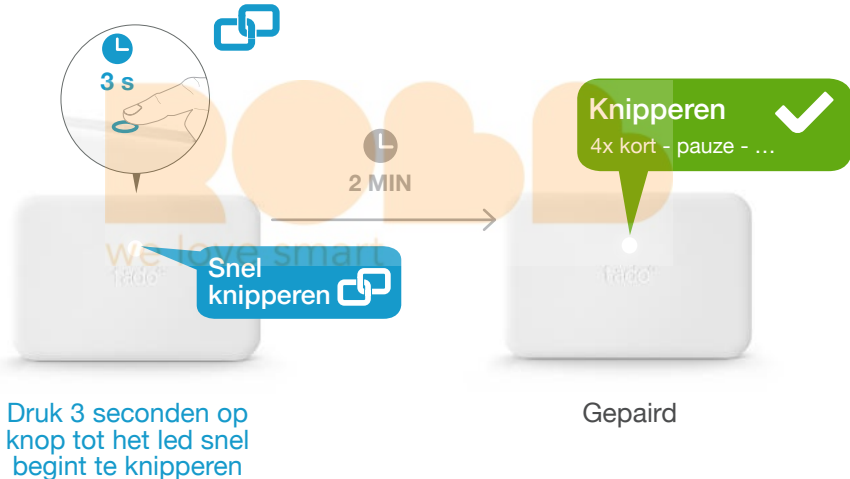 3 s
2 MIN
Knipperen
4x kort - pauze - …
ROBB
we love smart
tado°
Snel
knipperen
tado°
Druk 3 seconden op
knop tot het led snel
begint te knipperen
Gepaird